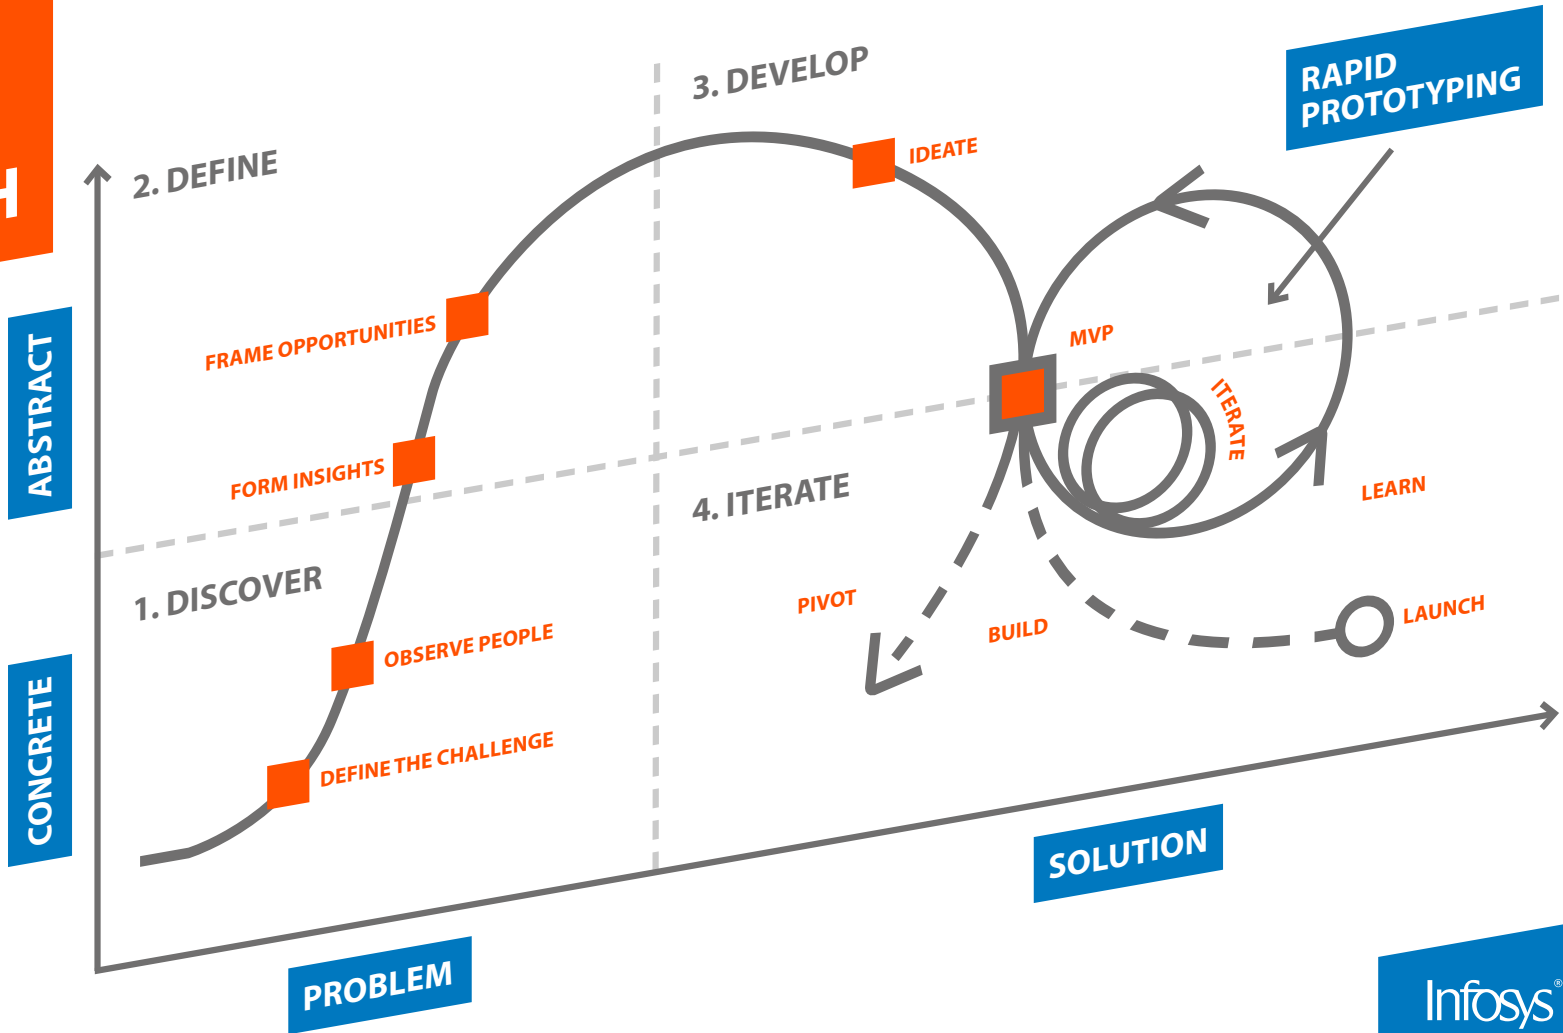 H
3. DEVELOP
RAPID
PROTOTYPING
2. DEFINE
IDEATE
FRAME OPPORTUNITIES
MVP
ABSTRACT
ITERATE
FORM INSIGHTS
4. ITERATE
LEARN
1. DISCOVER
PIVOT
BUILD
LAUNCH
OBSERVE PEOPLE
CONCRETE
DEFINE THE CHALLENGE
SOLUTION
PROBLEM
Infosys®